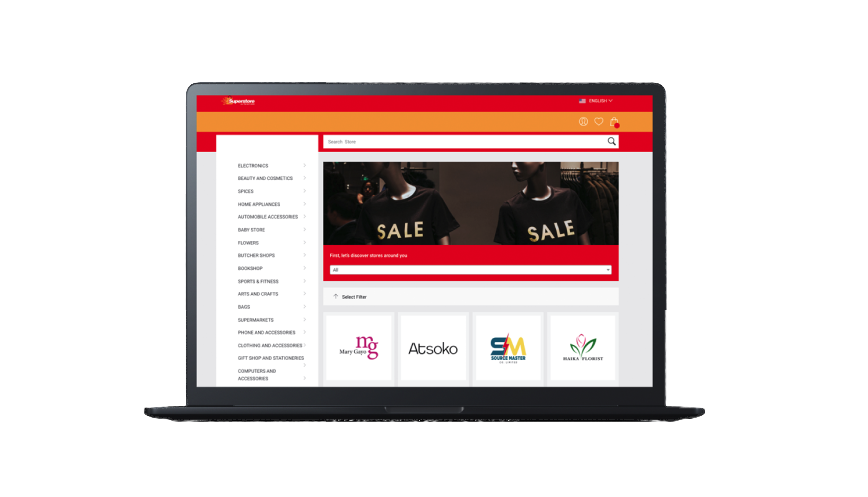 Superstore
ENGLISH
Search Store
ELECTRONICS
BEAUTY AND COSMETICS
SPICES
HOME APPLIANCES
AUTOMOBILE ACCESSORIES
BABY STORE
FLOWERS
BUTCHER SHOPS
BOOKSHOP
SPORTS & FITNESS
ARTS AND CRAFTS
BAGS
SUPERMARKETS
PHONE AND ACCESSORIES
CLOTHING AND ACCESSORIES
GIFT SHOP AND STATIONERIES
COMPUTERS AND
ACCESSORIES
SALE
SALE
First, let's discover stores around you
All
Select Filter
mg
Mary Gayiz
Atsoko
SM
SOURCE MASTER
MAIRA FLORIST